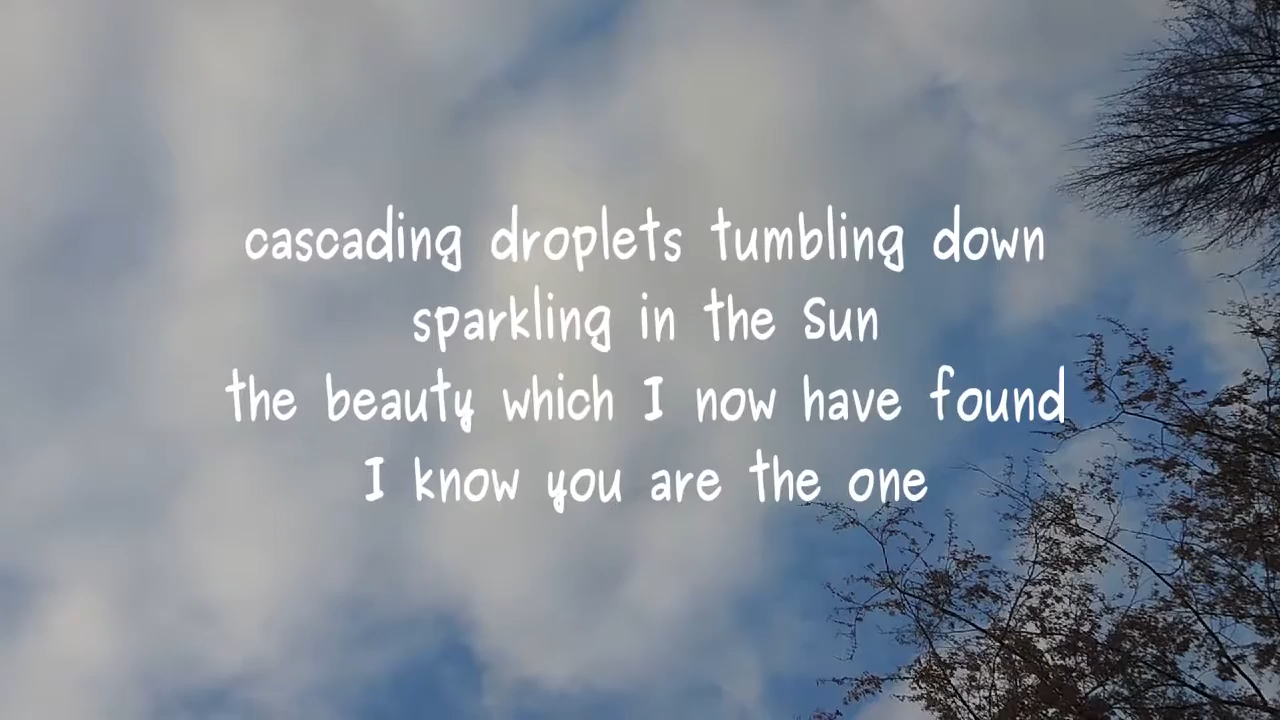 cascading droplets tumbling down
sparkling in the Sun
the beauty which I now have found
I know you are the one